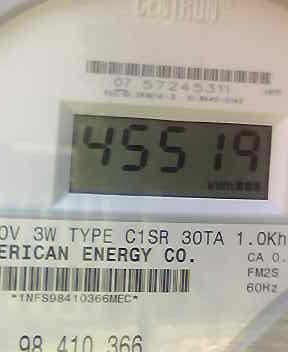 CENTRON
07 57245311
45519
0V 3W TYPE C1SR 30TA 1.0Kh
ERICAN ENERGY CO.
CA 0.
FM2S
60Hz
*1NFS98410366MEC*
98 410 366